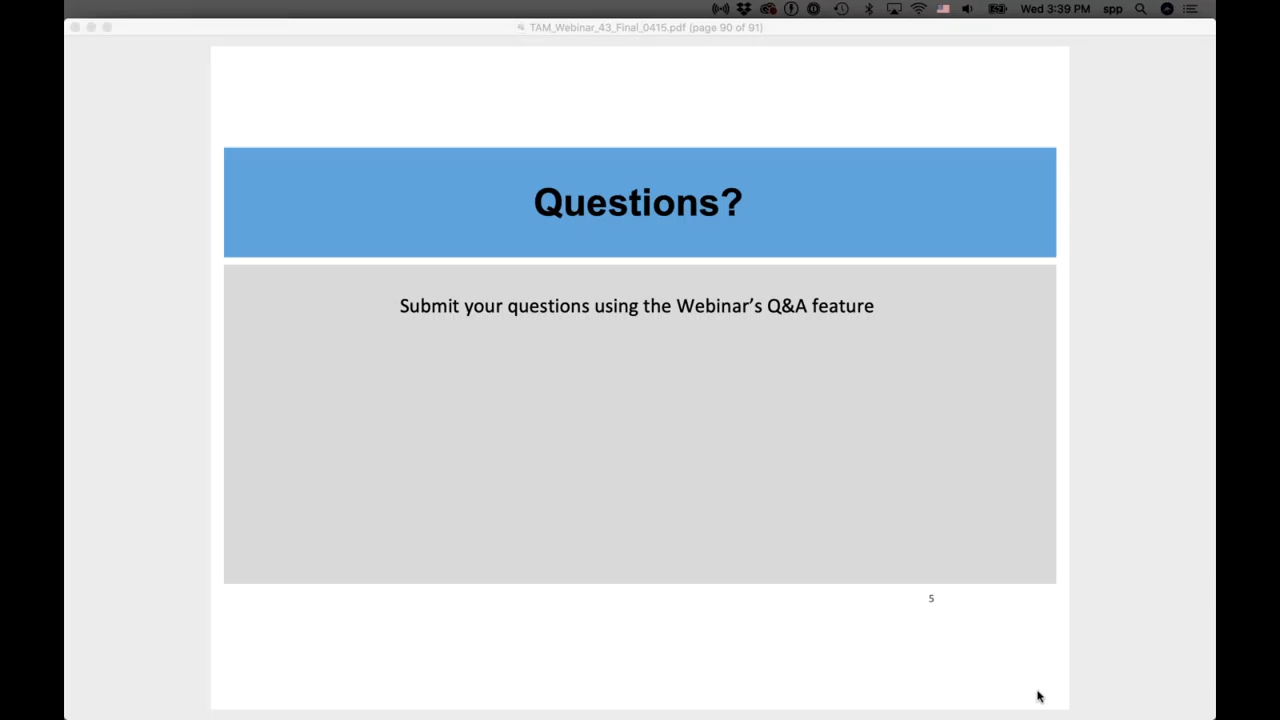 Wed 3:39 PM spp
TAM_Webinar_43_Final_0415.pdf (page 90 of 91)
Questions?
Submit your questions using the Webinar’s Q&A feature
5